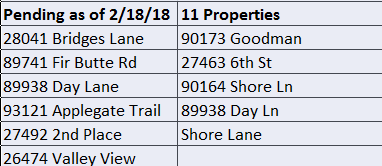 Pending as of 2/18/18 11 Properties
28041 Bridges Lane 90173 Goodman
89741 Fir Butte Rd 27463 6th St
89938 Day Lane 90164 Shore Ln
93121 Applegate Trail 89938 Day Ln
27492 2nd Place Shore Lane
26474 Valley View